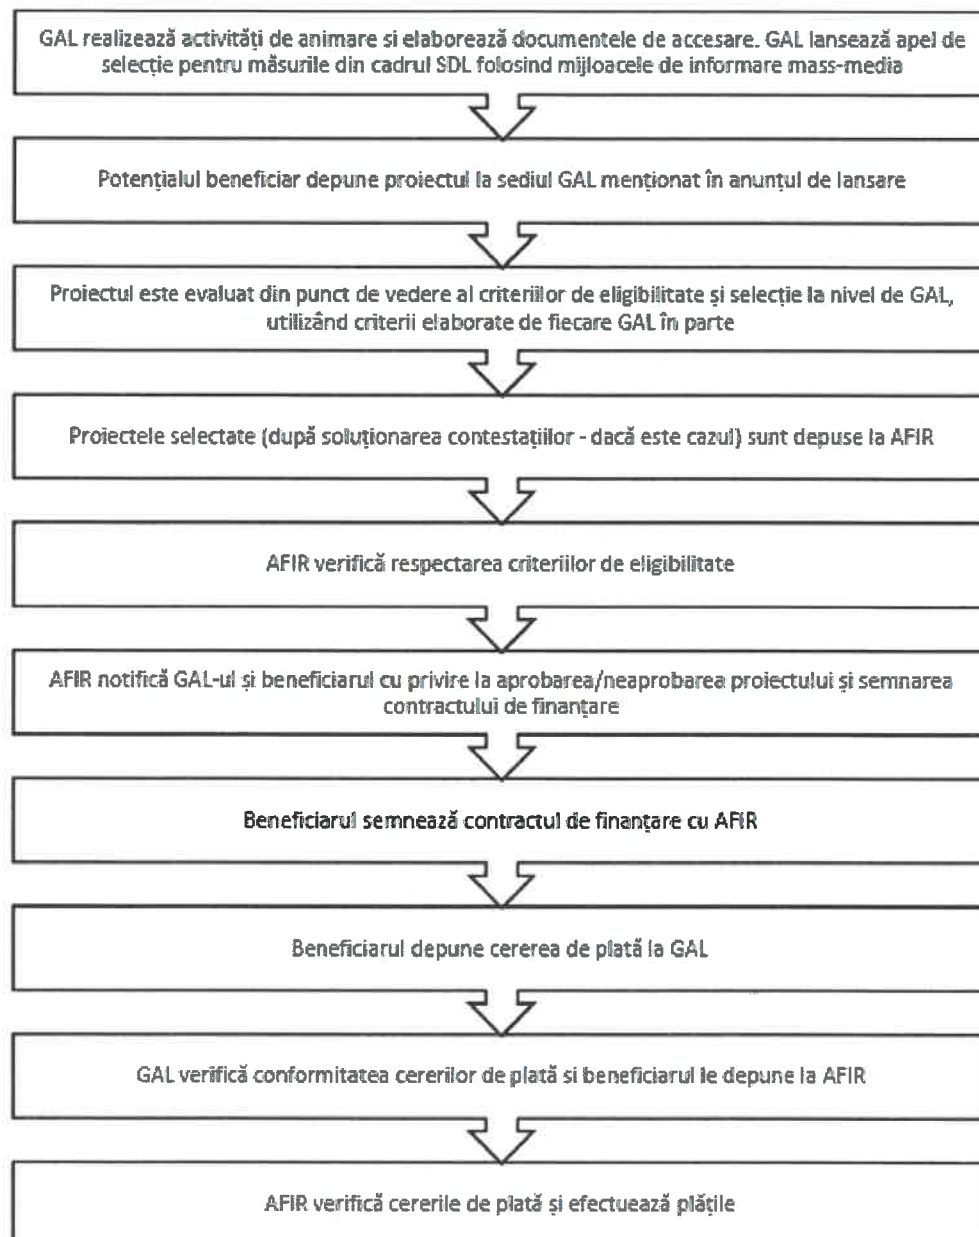 GAL realizează activități de animare si elaborează documentele de accesare. GAL lansează apel de
selecție pentru măsurile din cadrul SDL folosind mijloacele de informare mass-media
Potențialul beneficiar depune proiectul la sediul GAL menționat în anunțul de lansare
Proiectul este evaluat din punct de vedere al criteriilor de eligibilitate și selecție la nivel de GAL,
utilizând criterii elaborate de fiecare GAL în parte
Proiectele selectate (după soluționarea contestațiilor - dacă este cazul) sunt depuse la AFIR
AFIR verifică respectarea criteriilor de eligibilitate
AFIR notifică GAL-ul și beneficiarul cu privire la aprobarea/neaprobarea proiectului și semnarea
contractului de finanțare
Beneficiarul semnează contractul de finanțare cu AFIR
Beneficiarul depune cererea de plată la GAL
GAL verifică conformitatea cererilor de plată si beneficiarul le depune la AFIR
AFIR verifică cererile de plată și efectuează plățile